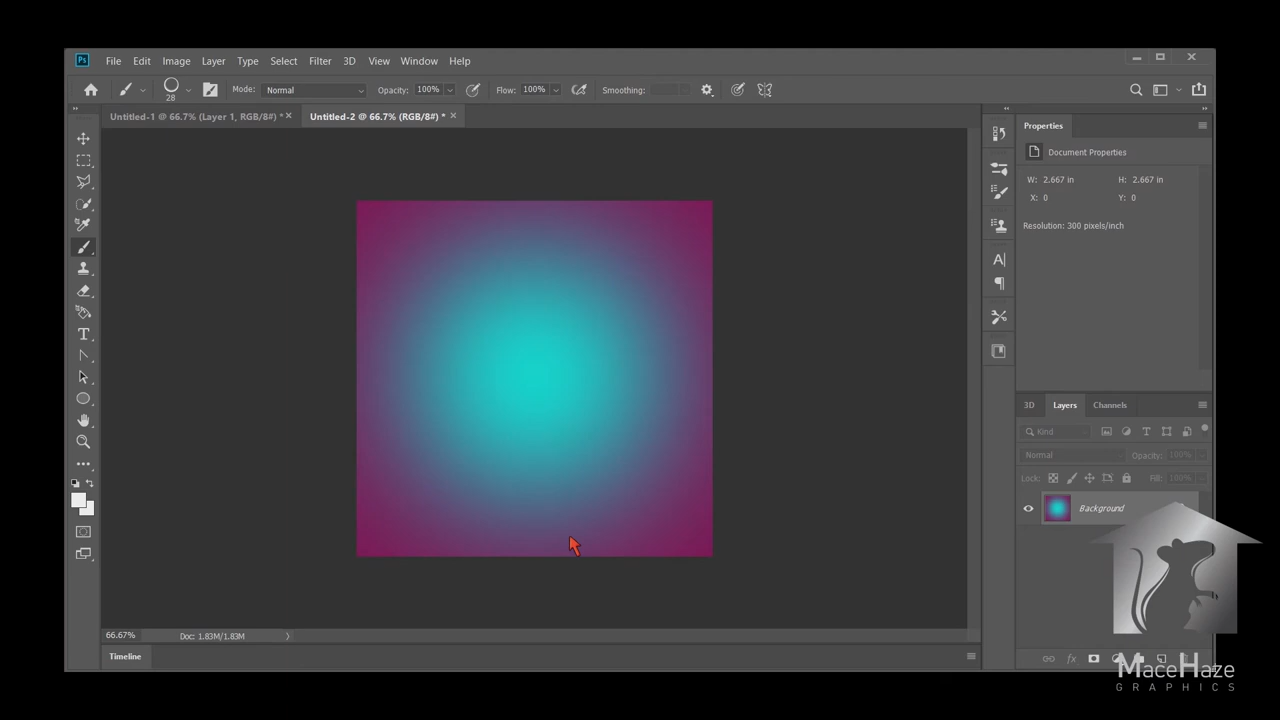 Ps File Edit Image Layer Type Select Filter 3D View Window Help
28 Mode: Normal Opacity: 100% Flow: 100% Smoothing:
Untitled-1 @ 66.7% (Layer 1, RGB/8#) * × Untitled-2 @ 66.7% (RGB/8#) * ×
Properties
Document Properties
W: 2.667 in H: 2.667 in
X: 0 Y: 0
Resolution: 300 pixels/inch
3D Layers Channels
Kind
Normal Opacity: 100%
Lock: Fill: 100%
Background
66.67% Doc: 1.83M/1.83M
Timeline
fx
MaceHaze
GRAPHICS